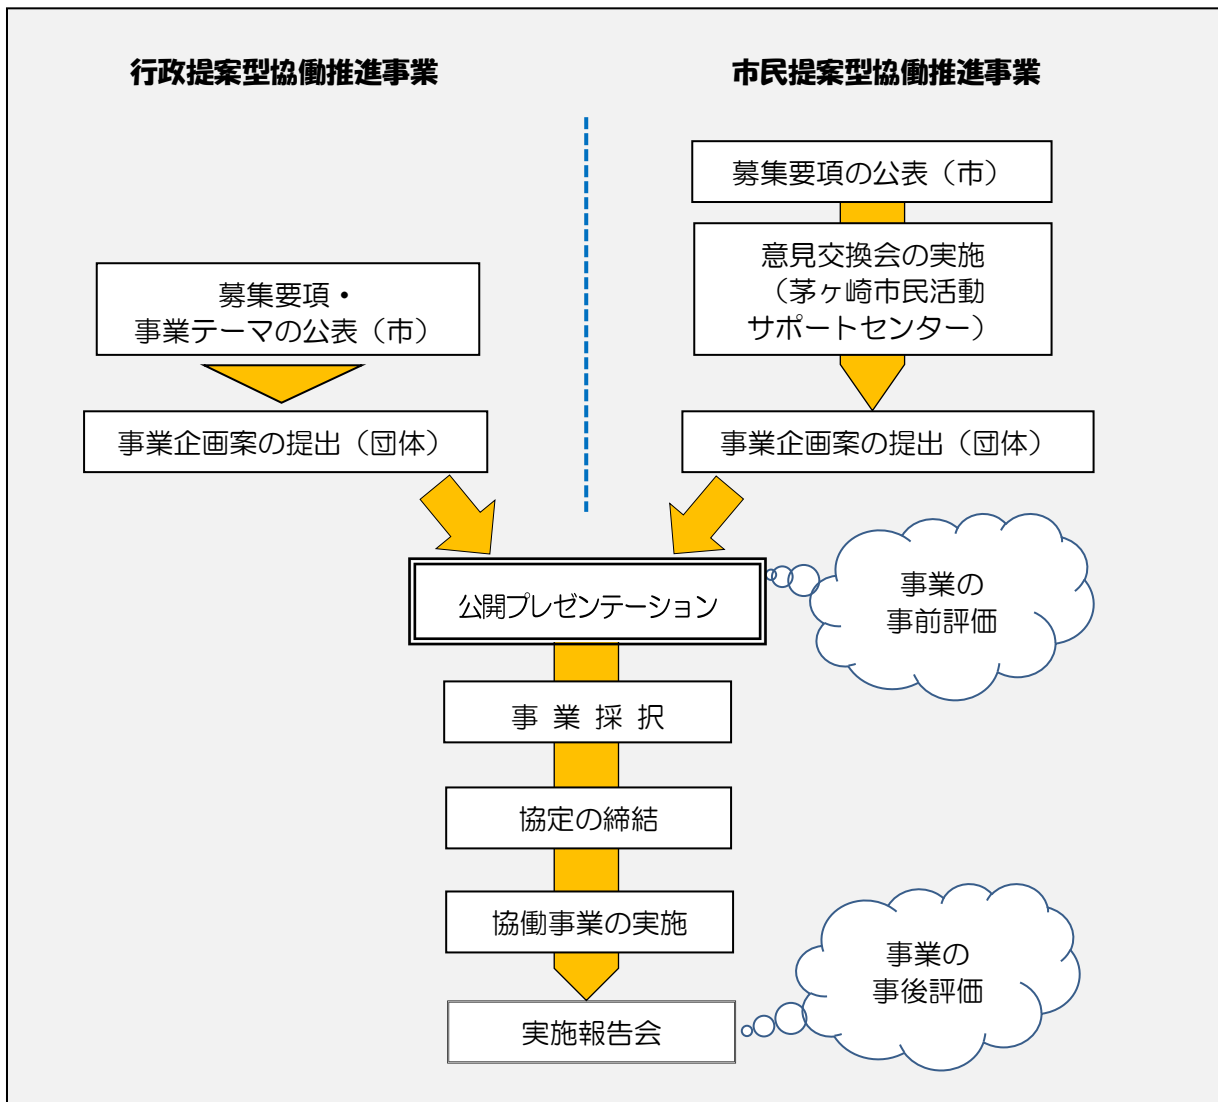 行政提案型協働推進事業
募集要項・
事業テーマの公表（市）
事業企画案の提出（団体）
市民提案型協働推進事業
募集要項の公表（市）
意見交換会の実施
（茅ヶ崎市民活動
サポートセンター）
事業企画案の提出（団体）
公開プレゼンテーション
事業の
事前評価
事 業 採 択
協定の締結
協働事業の実施
実施報告会
事業の
事後評価